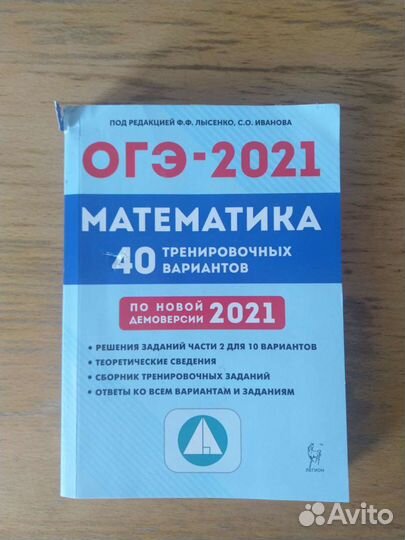 ПОД РЕДАКЦИЕЙ Ф.Ф. ЛЫСЕНКО, С.О. ИВАНОВА
ОГЭ-2021
МАТЕМАТИКА
40 ТРЕНИРОВОЧНЫХ
ВАРИАНТОВ
ПО НОВОЙ
ДЕМОВЕРСИИ 2021
• РЕШЕНИЯ ЗАДАНИЙ ЧАСТИ 2 ДЛЯ 10 ВАРИАНТОВ
• ТЕОРЕТИЧЕСКИЕ СВЕДЕНИЯ
• СБОРНИК ТРЕНИРОВОЧНЫХ ЗАДАНИЙ
• ОТВЕТЫ КО ВСЕМ ВАРИАНТАМ И ЗАДАНИЯМ
ЛЕГИОН
Avito